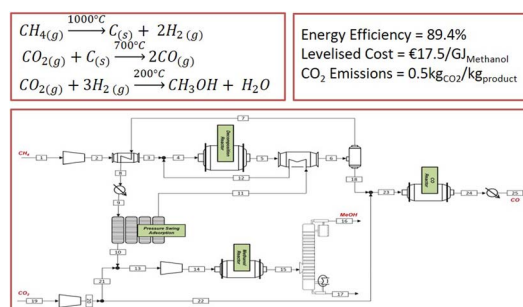 CH₄(g) →1000°C C(s) + 2H₂(g)
CO₂(g) + C(s) →700°C 2CO(g)
CO₂(g) + 3H₂(g) →200°C CH₃OH + H₂O
Energy Efficiency = 89.4%
Levelised Cost = €17.5/GJMethanol
CO₂ Emissions = 0.5kgCO2/kgproduct
7
Decomposition Reactor
CH₄
1
2
3
4
5
6
12
8
18
CO Reactor
23
24
25
CO
9
11
Pressure Swing Adsorption
MeOH
16
10
Methanol Reactor
13
14
15
21
17
CO₂
19
22